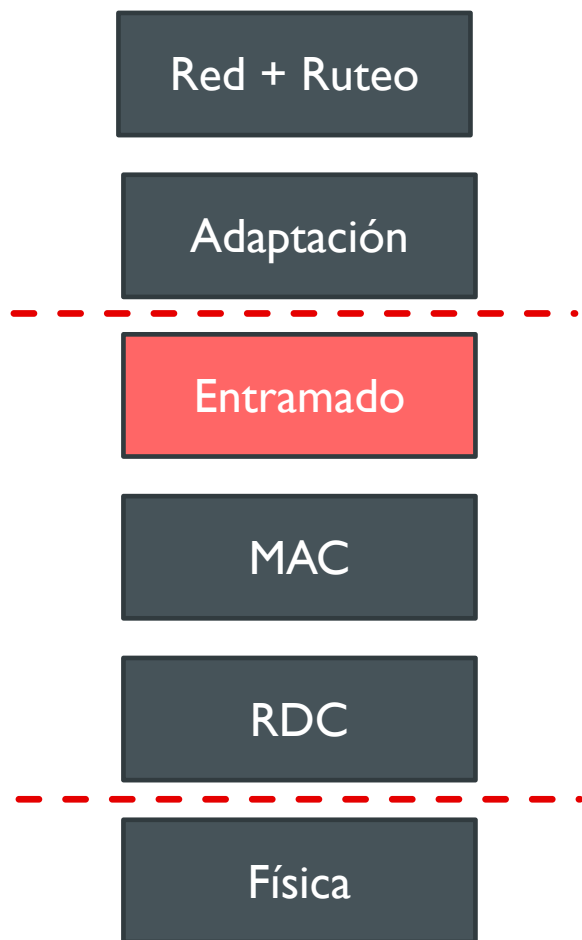 Red + Ruteo
Adaptación
Entramado
MAC
RDC
Física